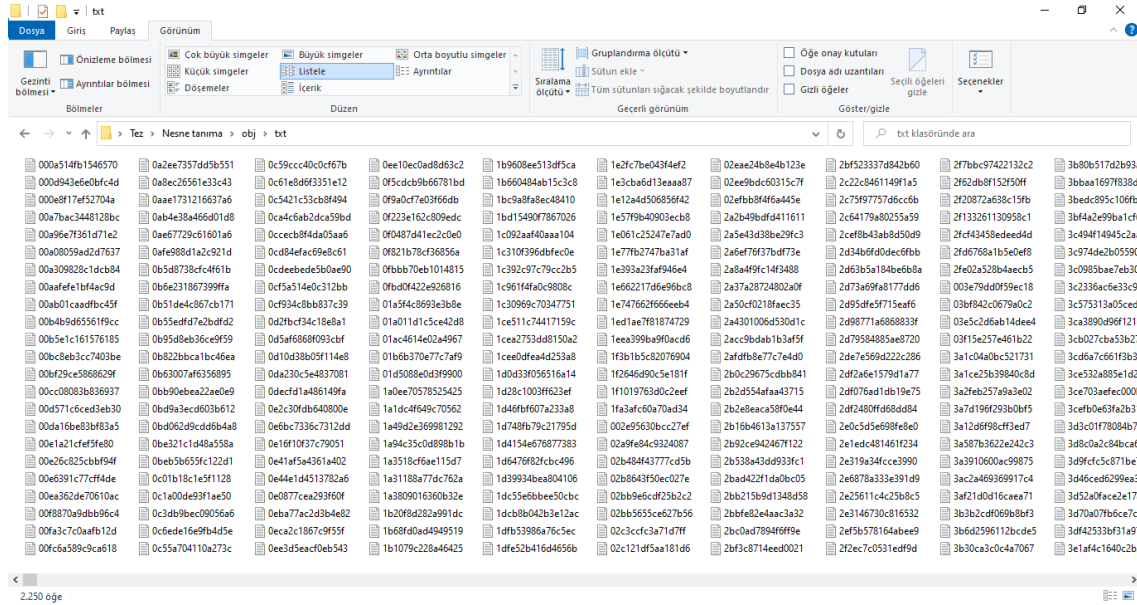 txt
Dosya Giriş Paylaş Görünüm
Gezinti bölmesi
Önizleme bölmesi
Ayrıntılar bölmesi
Bölmeler
Çok büyük simgeler Büyük simgeler Orta boyutlu simgeler
Küçük simgeler Listele Ayrıntılar
Döşemeler İçerik
Düzen
Sıralama ölçütü
Gruplandırma ölçütü
Sütun ekle
Tüm sütunları sığacak şekilde boyutlandır
Geçerli görünüm
Öğe onay kutuları
Dosya adı uzantıları
Gizli öğeler
Seçili öğeleri gizle
Göster/gizle
Seçenekler
Tez > Nesne tanıma > obj > txt
txt klasöründe ara
000a514fb1546570 0a2ee7357dd5b551 0c59ccc40c0cf67b 0ee10ec0ad8d63c2 1b9608ee513df5ca 1e2fc7be043f4ef2 02eae24b8e4b123e 2bf523337d842b60 2f7bbc97422132c2
000d943e6e0bfc4d 0a8ec26561e33c43 0c61e8d6f3351e12 0f5cdcb9b66781bd 1b660484ab15c3c8 1e3cba6d13eaaa87 02ee9bdc60315c7f 2c22c8461149f1a5 2f62db8f152f50ff
000e8f17ef52704a 0aae1731216637a6 0c5421c53cb8f494 0f9a0cf7e03f66db 1bc9a8fa8ec48410 1e12a4d506856f42 02efbb8f4f6a445e 2c75f97757d6cc6b 2f20872a638c15fb
00a7bac3448128bc 0ab4e38a466d01d8 0ca4c6ab2dca59bd 0f223e162c809edc 1bd15490f7867026 1e57f9b40903ecb8 2a2b49bdfd411611 2c64179a80255a59 2f133261130958c1
00a96e7f361d71e2 0ae67729c61601a6 0ccecb8f4da05aa6 0f0487d41ec2c0e0 1c092aaf40aaa104 1e061c25247e7ad0 2a5e43d38be29fc3 2cef8b43ab8d50d9 2fcf43458edeed4d
00a08059ad2d7637 0afe988d1a2c921d 0cd84efac69e8c61 0f821b78cf36856a 1c310f396dbfec0e 1e77fb2747ba31af 2a6ef76f37bdf73e 2d34b6fd0dec6fbb 2fd6768a1b5e0ef8
00a309828c1dcb84 0b5d8738cfc4f61b 0cdeebede5b0ae90 0fbbb70eb1014815 1c392c97c79cc2b5 1e393a23faf946e4 2a8a4f9fc14f3488 2d63b5a184be6b8a 2fe02a528b4aecb5
00aafefe1bf4ac9d 0b6e231867399ffa 0cf5a514e0c312bb 0fbd0f422e926816 1c961f4fa0c9808c 1e662217d6e96bc8 2a37a28724802a0f 2d73a69fa8177dd6 003e79dd0f59ec18
00ab01caadfbc45f 0b51de4c867cb171 0cf934c8bb837c39 01a5f4c8693e3b8e 1c30969c70347751 1e747662f666eeb4 2a50cf0218faec35 2d95dfe5f715eaf6 03bf842c0679a0c2
00b4b9d65561f9cc 0b55edfd7e2bdfd2 0d2fbcf34c18e8a1 01a011d1c5ce42d8 1ce511c74417159c 1ed1ae7f81874729 2a4301006d530d1c 2d98771a6868833f 03e5c2d6ab14dee4
00b5e1c161576185 0b95d8eb36ce9f59 0d5af6868f093cbf 01ac4614e02a4967 1cea2753dd8150a2 1eea399ba9f0acd6 2acc9bdab1b3af5f 2d79584885ae8720 03f15e257e461b22
00bc8eb3cc7403be 0b822bbca1bc46ea 0d10d38b05f114e8 01b6b370e77c7af9 1cee0dfea4d253a8 1f3b1b5c82076904 2afdfb8e77c7e4d0 2de7e569d222c286 3a1c04a0bc521731
00bf29ce5868629f 0b63007af6356895 0da230c5e4837081 01d5088e0d3f9900 1d0d33f056516a14 1f2646d90c5e181f 2b0c29675cdbb841 2df2a6e1579d1a77 3a1ce25b39840c8d
00cc08083b836937 0bb90ebea22ae0e9 0decfd1a486149fa 1a0ee70578525425 1d28c1003ff623ef 1f1019763d0c2eef 2b2d554afaa43715 2df076ad1db19e75 3a2feb257a9a3e02
00d571c6ced3eb30 0bd9a3ecd603b612 0e2c30fdb640800e 1a1dc4f649c70562 1d46fbf607a233a8 1fa3afc60a70ad34 2b2e8eaca58f0e44 2df2480ffd68dd84 3a7d196f293b0bf5
00da16be83bf83a5 0bd062d9cdd6b4a8 0e6bc7336c7312dd 1a49d2e369981292 1d748fb79c21795d 002e95630bcc27ef 2b16b4613a137557 2e0c5d5e698fe8e0 3a12d6f98cff3ed7
00e1a21cfef5fe80 0be321c1d48a558a 0e16f10f37c79051 1a94c35c0d898b1b 1d4154e676877383 02a9fe84c9324087 2b92ce942467f122 2e1edc481461f234 3a587b3622e242c3
00e26c825cbbf94f 0beb5b655fc122d1 0e41af5a4361a402 1a3518cf6ae115d7 1d6476f82cfbc496 02b484f43777cd5b 2b538a43dd933fc1 2e319a34fcce3990 3a3910600ac99875
00e6391c77cff4de 0c01b18c1e5f1128 0e44e1d4513782a6 1a31188a77dc762a 1d39934bea804106 02b8643f50ec027e 2bad422f1da0bc05 2e6878a333e391d9 3ac2a469369917c4
00ea362de70610ac 0c1a00de93f1ae50 0e0877cea293f60f 1a3809016360b32e 1dc55e6bbee50cbc 02bb9e6cdf25b2c2 2bb215b9d1348d58 2e25611c4c25b8c5 3af21d0d16caea71
00f8870a9dbb96c4 0c3db9bec09056a6 0eba77ac2d3b4e82 1b20f8d282a991dc 1dcb8b042b3e12ac 02bb5655ce627b56 2bbfe82e4aac3a32 2e3146730c816532 3b3b2cdf069b8bf3
00fa3c7c0aafb12d 0c6ede16e9fb4d5e 0eca2c1867c9f55f 1b68fd0ad4949519 1dfb53986a76c5ec 02c3ccfc3a71d7ff 2bc0ad7894f6ff9e 2ef5b578164abee9 3b6d2596112bcde5
00fc6a589c9ca618 0c55a704110a273c 0ee3d5eacf0eb543 1b1079c228a46425 1dfe52b416d4656b 02c121df5aa181d6 2bf3c8714eed0021 2f2ec7c0531edf9d 3b30ca3c0c4a7067
2.250 öğe